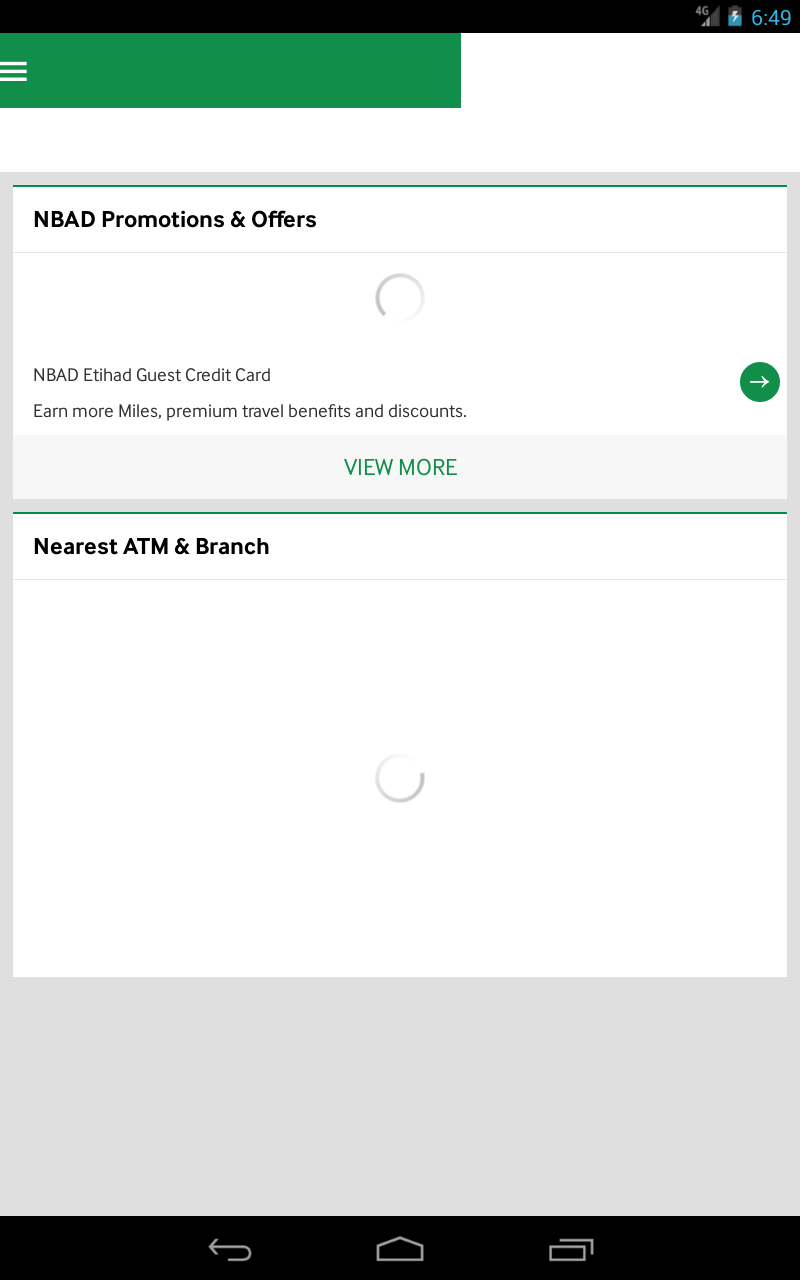 4G 6:49
NBAD Promotions & Offers
NBAD Etihad Guest Credit Card
Earn more Miles, premium travel benefits and discounts.
VIEW MORE
Nearest ATM & Branch